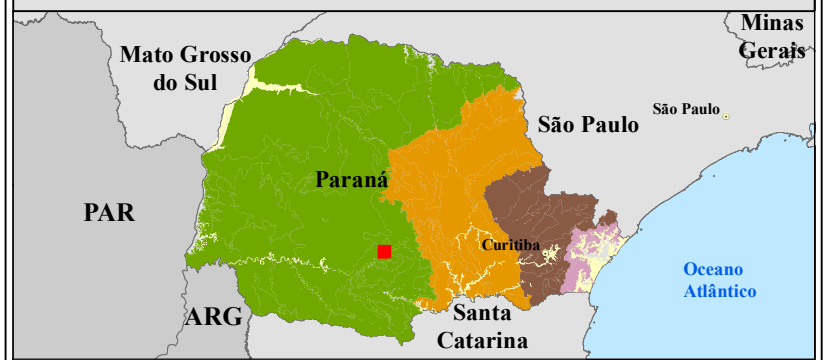 Minas
Gerais
Mato Grosso
do Sul
São Paulo
São Paulo
Paraná
PAR
Curitiba
Oceano
Atlântico
ARG
Santa
Catarina